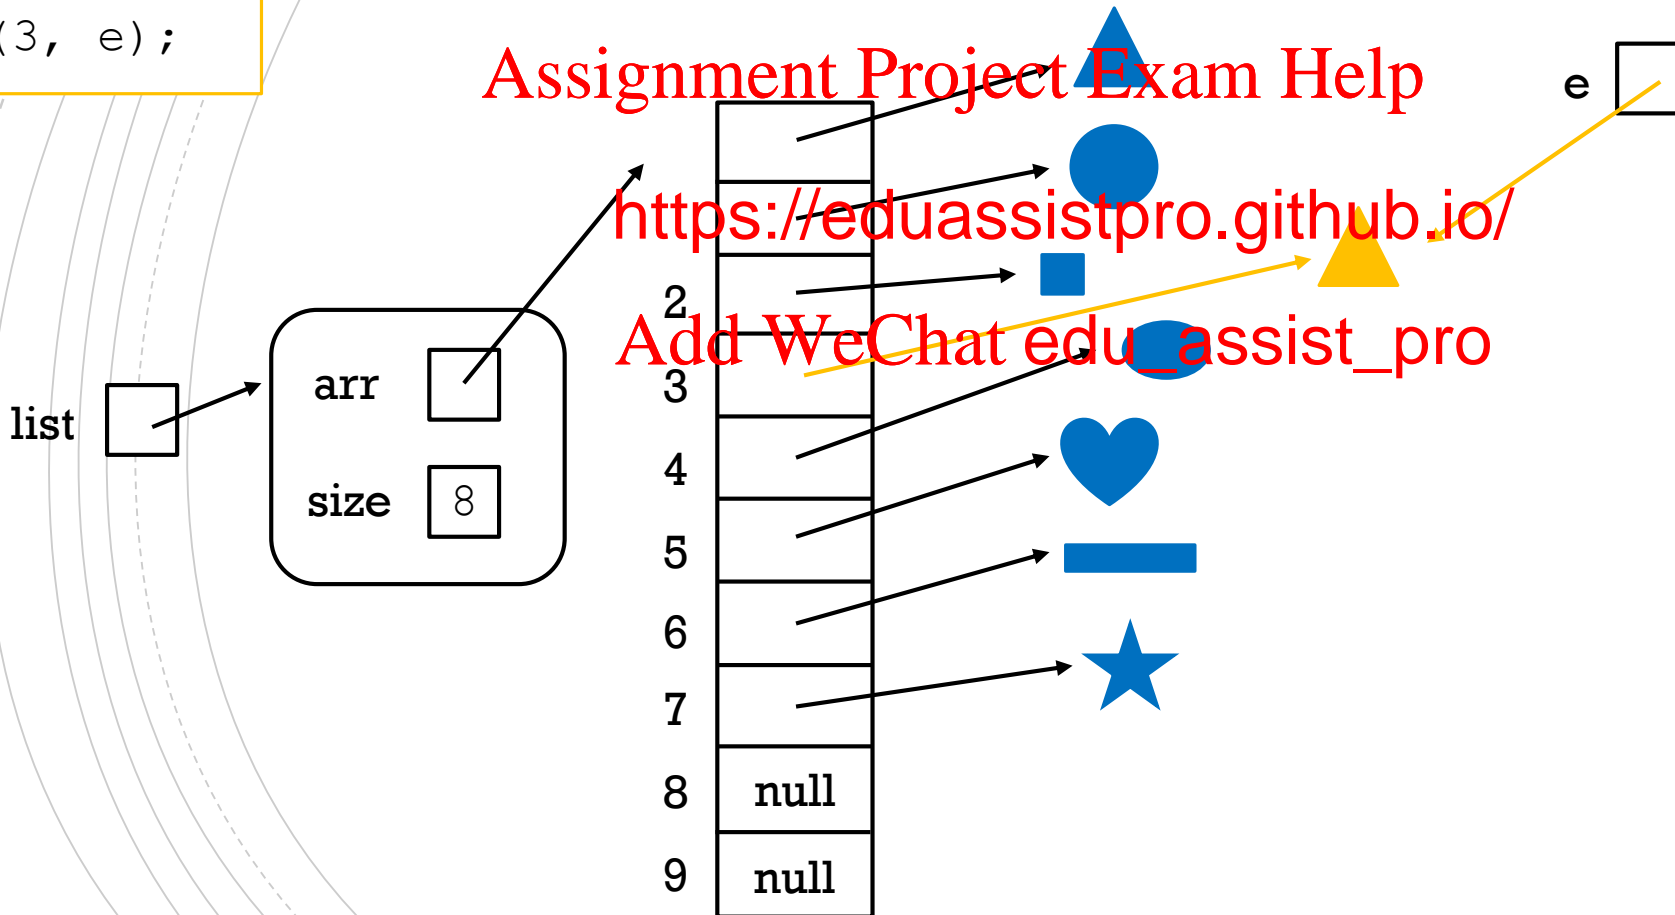 (3, e);
Assignment Project Exam Help
e
https://eduassistpro.github.io/
2
Add WeChat edu_assist_pro
3
arr
list
4
size 8
5
6
7
8 null
9 null